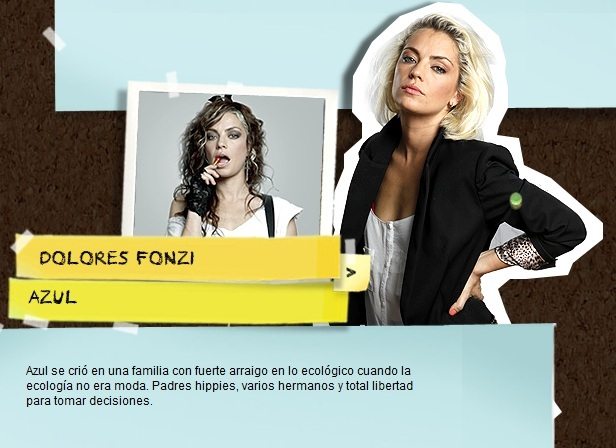 DOLORES FONZI
>
AZUL
Azul se crió en una familia con fuerte arraigo en lo ecológico cuando la
ecología no era moda. Padres hippies, varios hermanos y total libertad
para tomar decisiones.